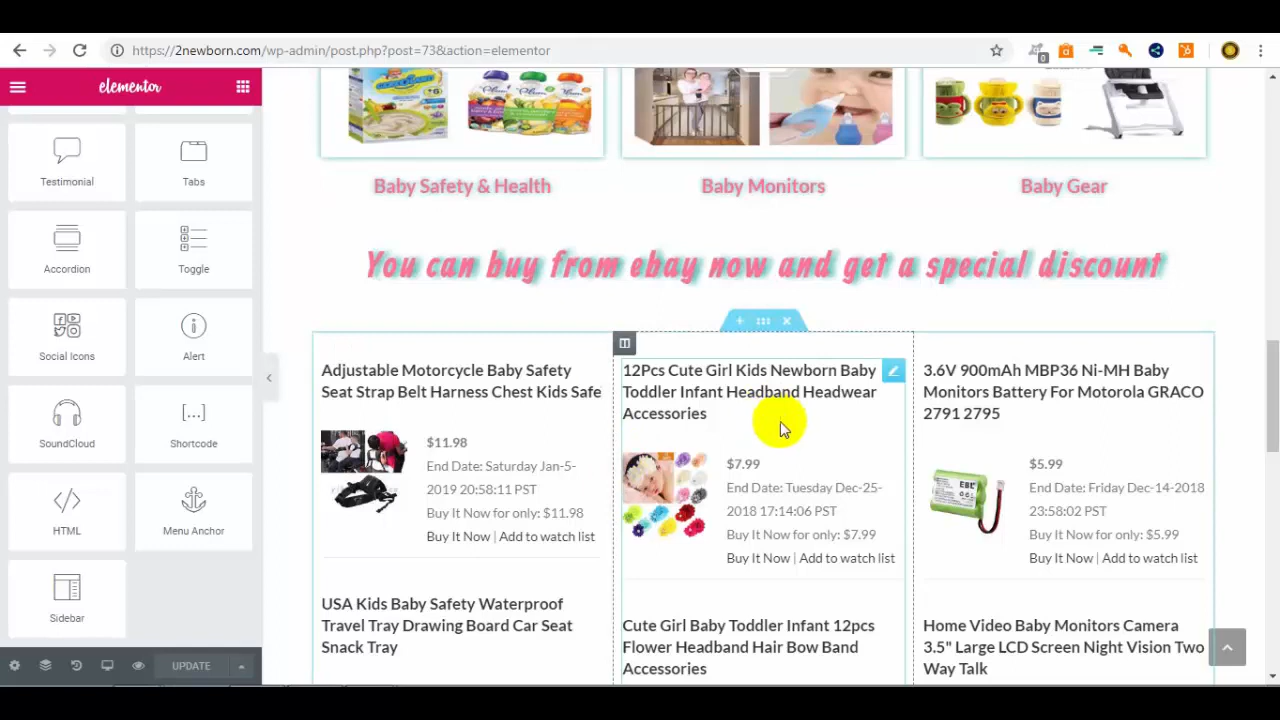 https://2newborn.com/wp-admin/post.php?post=73&action=elementor
0
elementor
Testimonial
Tabs
Accordion
Toggle
Social Icons
Alert
SoundCloud
Shortcode
HTML
Menu Anchor
Sidebar
UPDATE
Baby Safety & Health
Baby Monitors
Baby Gear
You can buy from ebay now and get a special discount
Adjustable Motorcycle Baby Safety
Seat Strap Belt Harness Chest Kids Safe
$11.98
End Date: Saturday Jan-5-
2019 20:58:11 PST
Buy It Now for only: $11.98
Buy It Now | Add to watch list
USA Kids Baby Safety Waterproof
Travel Tray Drawing Board Car Seat
Snack Tray
12Pcs Cute Girl Kids Newborn Baby
Toddler Infant Headband Headwear
Accessories
$7.99
End Date: Tuesday Dec-25-
2018 17:14:06 PST
Buy It Now for only: $7.99
Buy It Now | Add to watch list
Cute Girl Baby Toddler Infant 12pcs
Flower Headband Hair Bow Band
Accessories
3.6V 900mAh MBP36 Ni-MH Baby
Monitors Battery For Motorola GRACO
2791 2795
EBL
$5.99
End Date: Friday Dec-14-2018
23:58:02 PST
Buy It Now for only: $5.99
Buy It Now | Add to watch list
Home Video Baby Monitors Camera
3.5" Large LCD Screen Night Vision Two
Way Talk